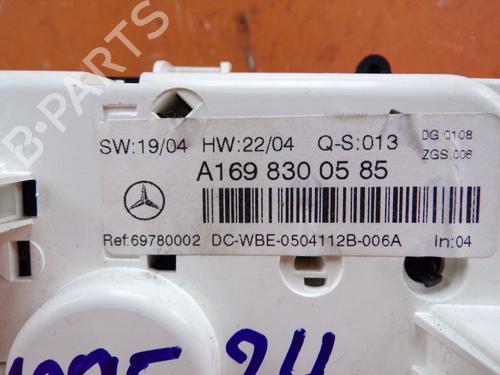 B-PARTS
SW:19/04 HW:22/04 Q-S:013 DG:0108
ZGS:006
A169 830 05 85
Ref:69780002 DC-WBE-0504112B-006A In:04